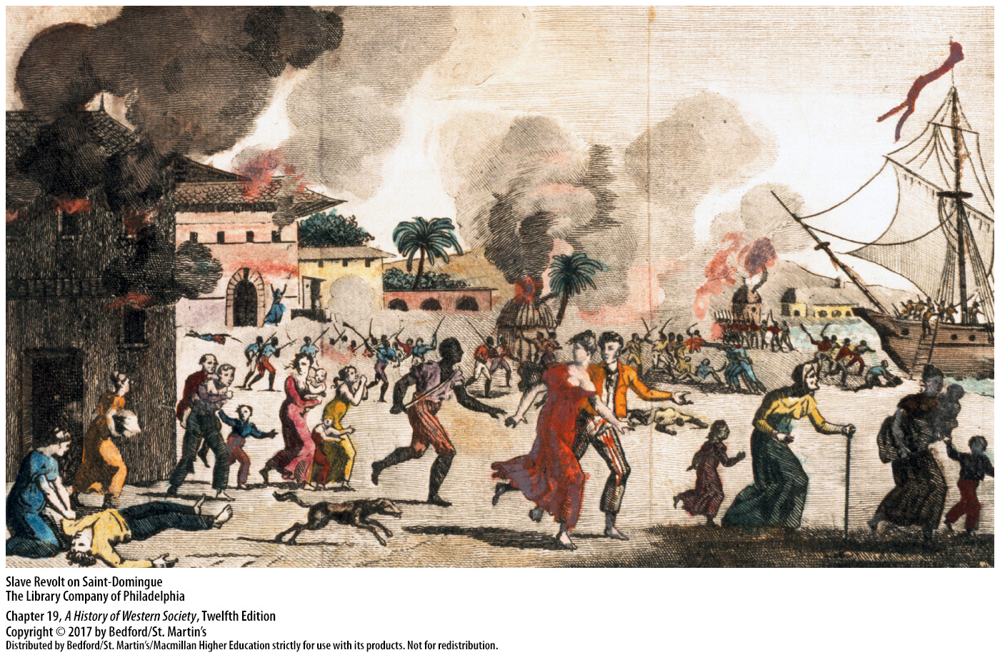 Slave Revolt on Saint-Domingue
The Library Company of Philadelphia
Chapter 19, A History of Western Society, Twelfth Edition
Copyright © 2017 by Bedford/St. Martin's
Distributed by Bedford/St. Martin's/Macmillan Higher Education strictly for use with its products. Not for redistribution.